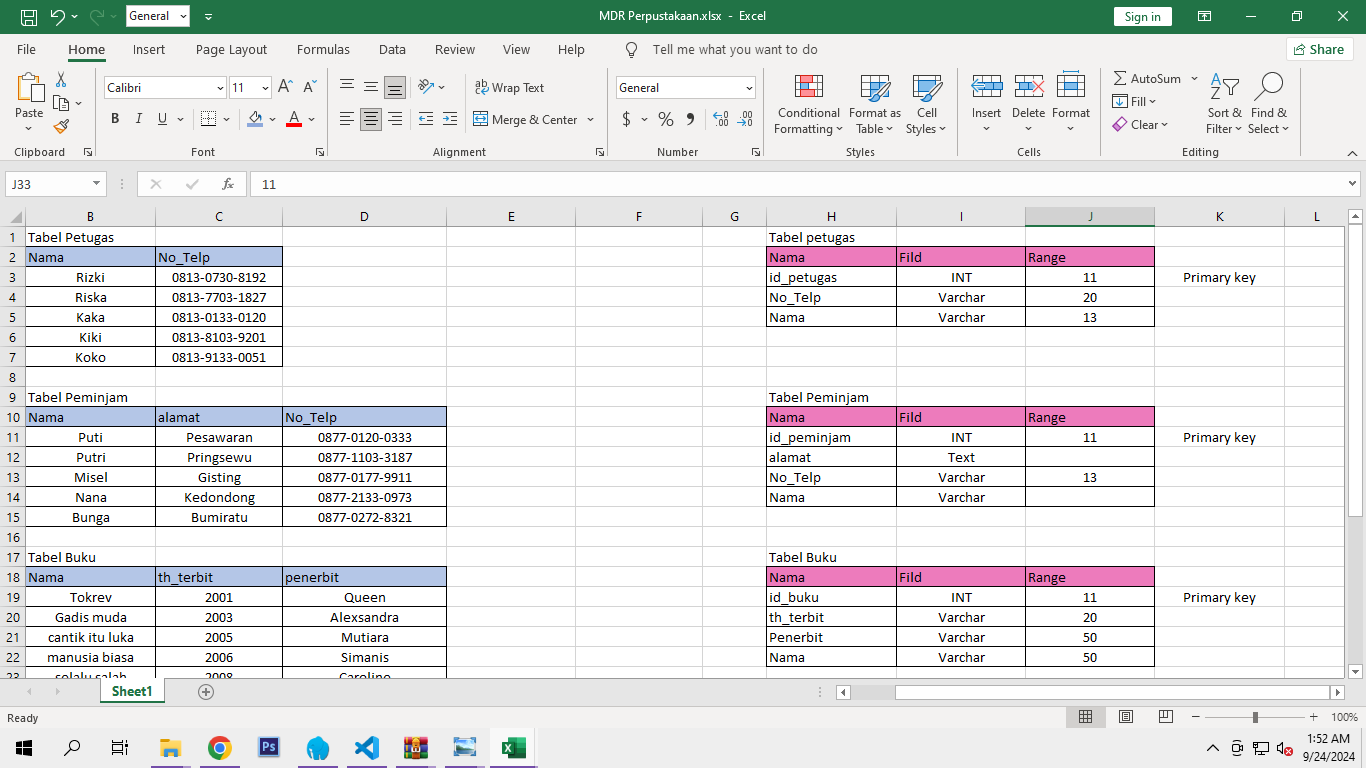 General
MDR Perpustakaan.xlsx - Excel
Sign in
File Home Insert Page Layout Formulas Data Review View Help Tell me what you want to do Share
Paste
Clipboard
Calibri 11
B I U A
Font
Wrap Text
Merge & Center
Alignment
General
$ % ,
Number
Conditional Formatting
Format as Table
Cell Styles
Styles
Insert Delete Format
Cells
AutoSum
Fill
Clear
Sort & Filter
Find & Select
Editing
J33 fx 11
B C D E F G H I J K L
1 Tabel Petugas Tabel petugas
2 Nama No_Telp Nama Fild Range
3 Rizki 0813-0730-8192 id_petugas INT 11 Primary key
4 Riska 0813-7703-1827 No_Telp Varchar 20
5 Kaka 0813-0133-0120 Nama Varchar 13
6 Kiki 0813-8103-9201
7 Koko 0813-9133-0051
8
9 Tabel Peminjam Tabel Peminjam
10 Nama alamat No_Telp Nama Fild Range
11 Puti Pesawaran 0877-0120-0333 id_peminjam INT 11 Primary key
12 Putri Pringsewu 0877-1103-3187 alamat Text
13 Misel Gisting 0877-0177-9911 No_Telp Varchar 13
14 Nana Kedondong 0877-2133-0973 Nama Varchar
15 Bunga Bumiratu 0877-0272-8321
16
17 Tabel Buku Tabel Buku
18 Nama th_terbit penerbit Nama Fild Range
19 Tokrev 2001 Queen id_buku INT 11 Primary key
20 Gadis muda 2003 Alexsandra th_terbit Varchar 20
21 cantik itu luka 2005 Mutiara Penerbit Varchar 50
22 manusia biasa 2006 Simanis Nama Varchar 50
23 selalu salah 2008
Sheet1
Ready 100%
Ps
1:52 AM
9/24/2024